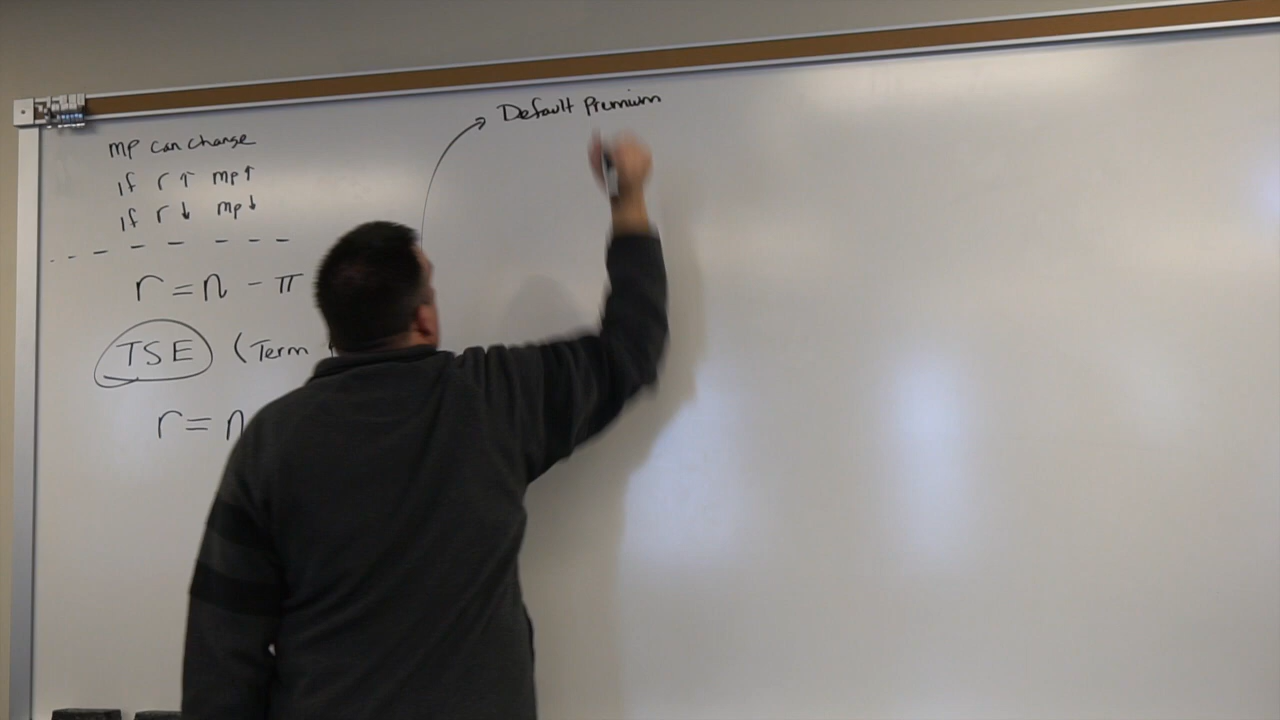 MP can change
If r ↑ mp↑
If r ↓ mp↓
r = n - π
TSE (Term
r = n
Default Premium